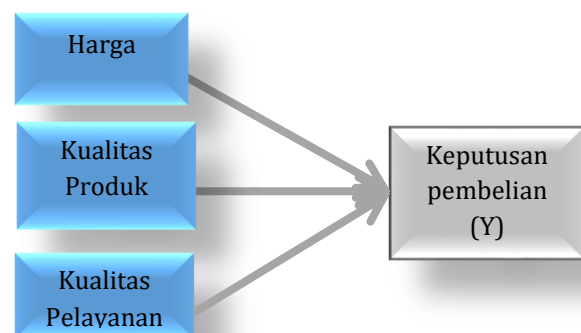 Harga
Kualitas
Produk
Kualitas
Pelayanan
Keputusan
pembelian
(Y)